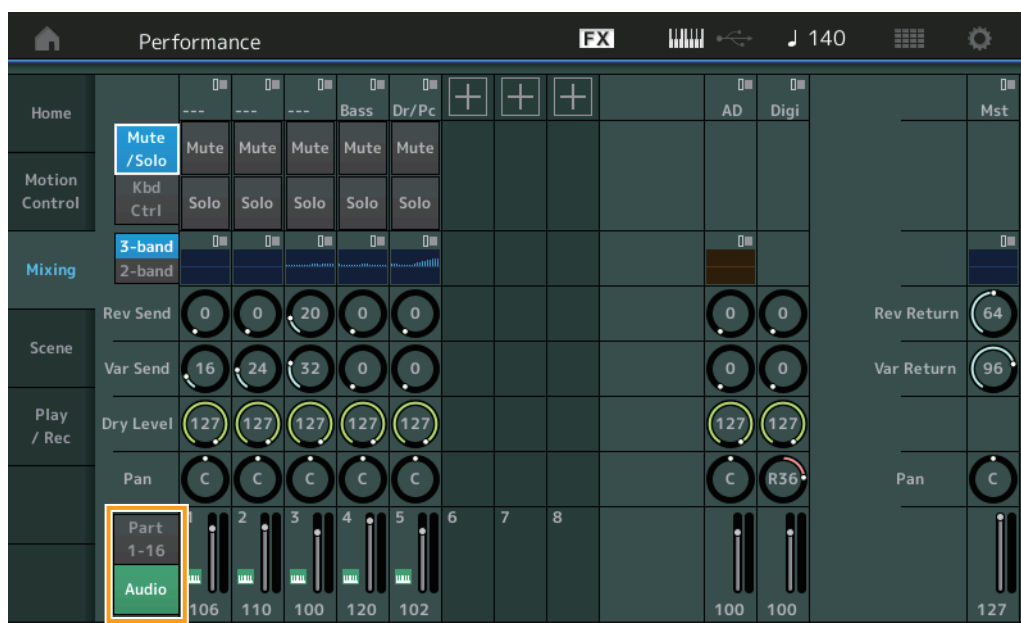 Performance FX 140
Home
--- --- --- Bass Dr/Pc AD Digi Mst
Mute
/Solo
Mute Mute Mute Mute Mute
Motion
Control
Kbd
Ctrl
Solo Solo Solo Solo Solo
Mixing
3-band
2-band
Rev Send 0 0 20 0 0 0 0 Rev Return 64
Scene
Var Send 16 24 32 0 0 0 0 Var Return 96
Play
/ Rec
Dry Level 127 127 127 127 127 127 127
Pan C C C C C C R36 Pan C
Part
1-16
1 2 3 4 5 6 7 8
Audio
106 110 100 120 102 100 100 127